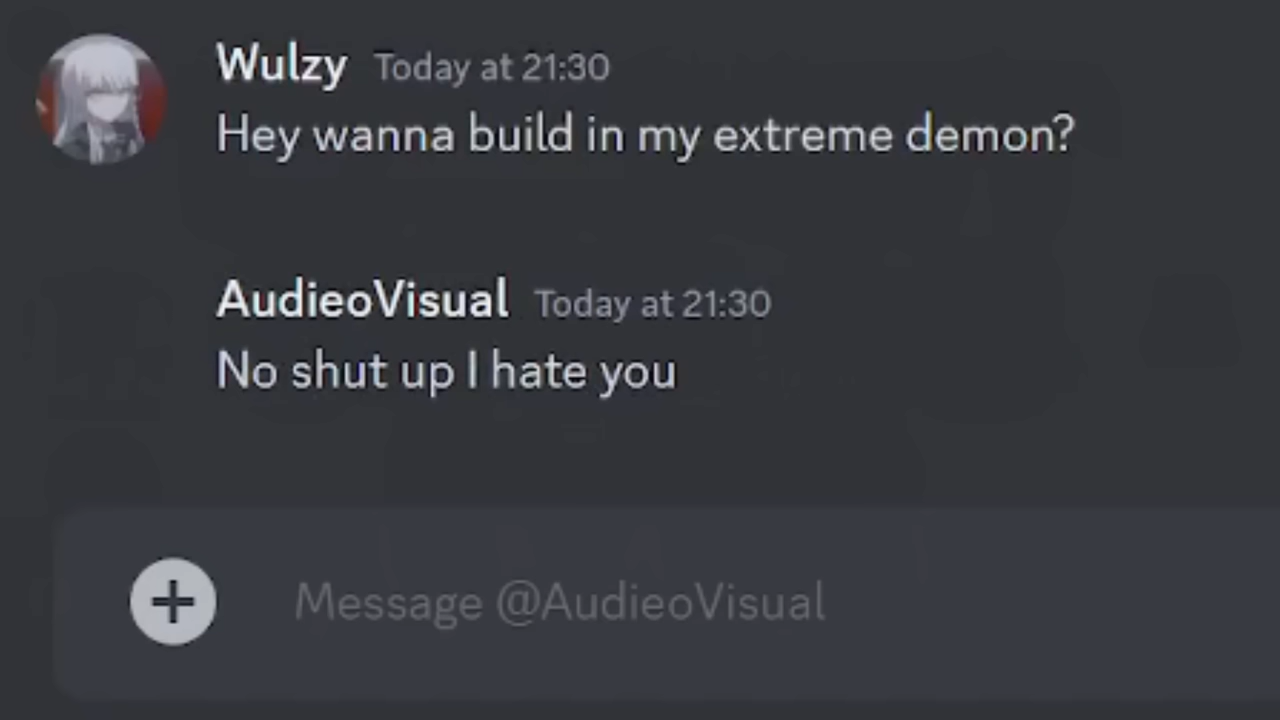 Wulzy Today at 21:30
Hey wanna build in my extreme demon?
AudieoVisual Today at 21:30
No shut up I hate you
Message @AudieoVisual